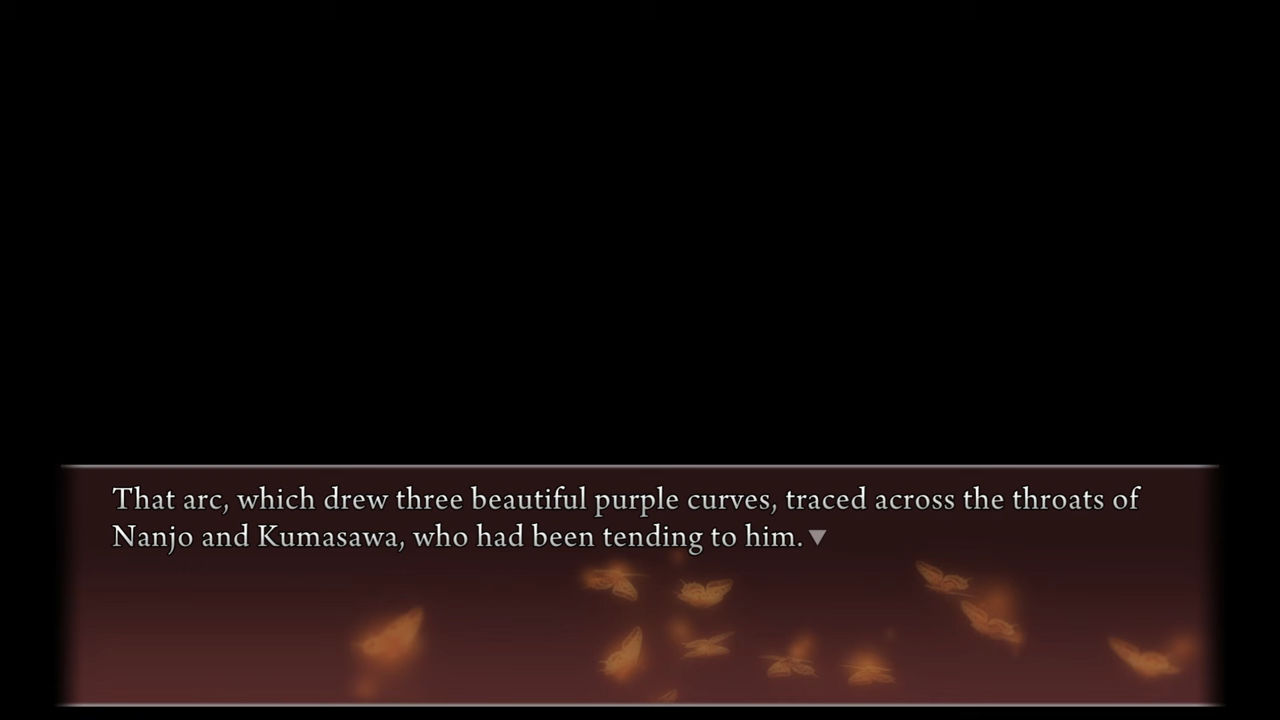 That arc, which drew three beautiful purple curves, traced across the throats of
Nanjo and Kumasawa, who had been tending to him.